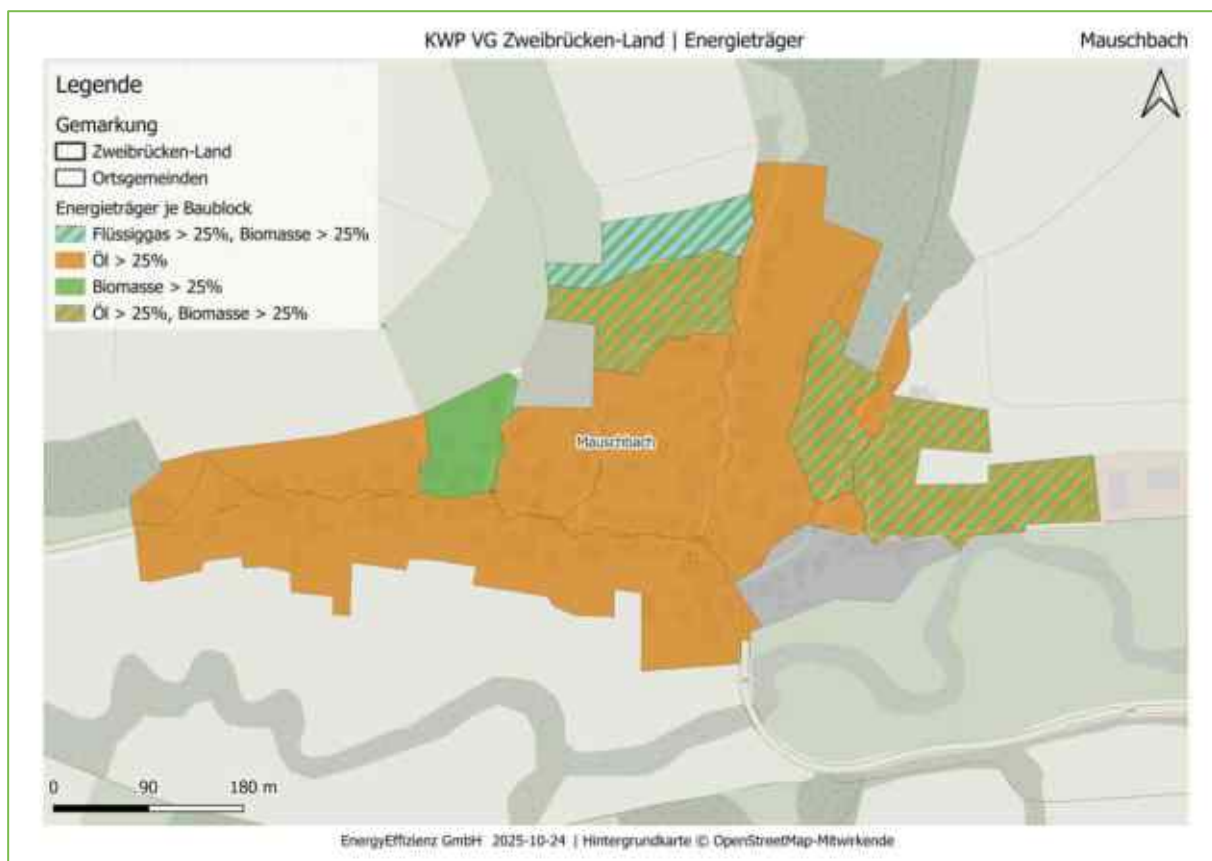 KWP VG Zweibrücken-Land | Energieträger
Mauschbach
Legende
Gemarkung
Zweibrücken-Land
Ortsgemeinden
Energieträger je Baublock
Flüssiggas > 25%, Biomasse > 25%
Öl > 25%
Biomasse > 25%
Öl > 25%, Biomasse > 25%
Mauschbach
0 90 180 m
EnergyEffizienz GmbH 2025-10-24 | Hintergrundkarte © OpenStreetMap-Mitwirkende